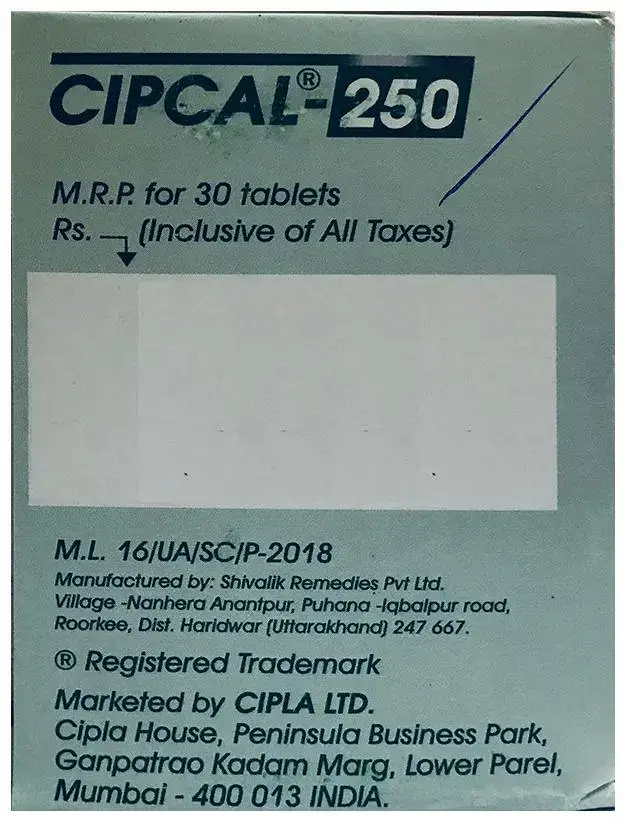 CIPCAL®-250
M.R.P. for 30 tablets
Rs. (Inclusive of All Taxes)
M.L. 16/UA/SC/P-2018
Manufactured by: Shivalik Remedies Pvt Ltd.
Village -Nanhera Anantpur, Puhana -Iqbalpur road,
Roorkee, Dist. Haridwar (Uttarakhand) 247 667.
® Registered Trademark
Marketed by CIPLA LTD.
Cipla House, Peninsula Business Park,
Ganpatrao Kadam Marg, Lower Parel,
Mumbai - 400 013 INDIA.